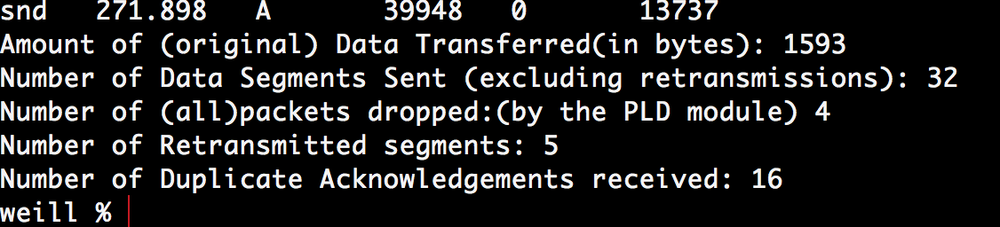 snd 271.898 A 39948 0 13737
Amount of (original) Data Transferred(in bytes): 1593
Number of Data Segments Sent (excluding retransmissions): 32
Number of (all)packets dropped:(by the PLD module) 4
Number of Retransmitted segments: 5
Number of Duplicate Acknowledgements received: 16
weill %